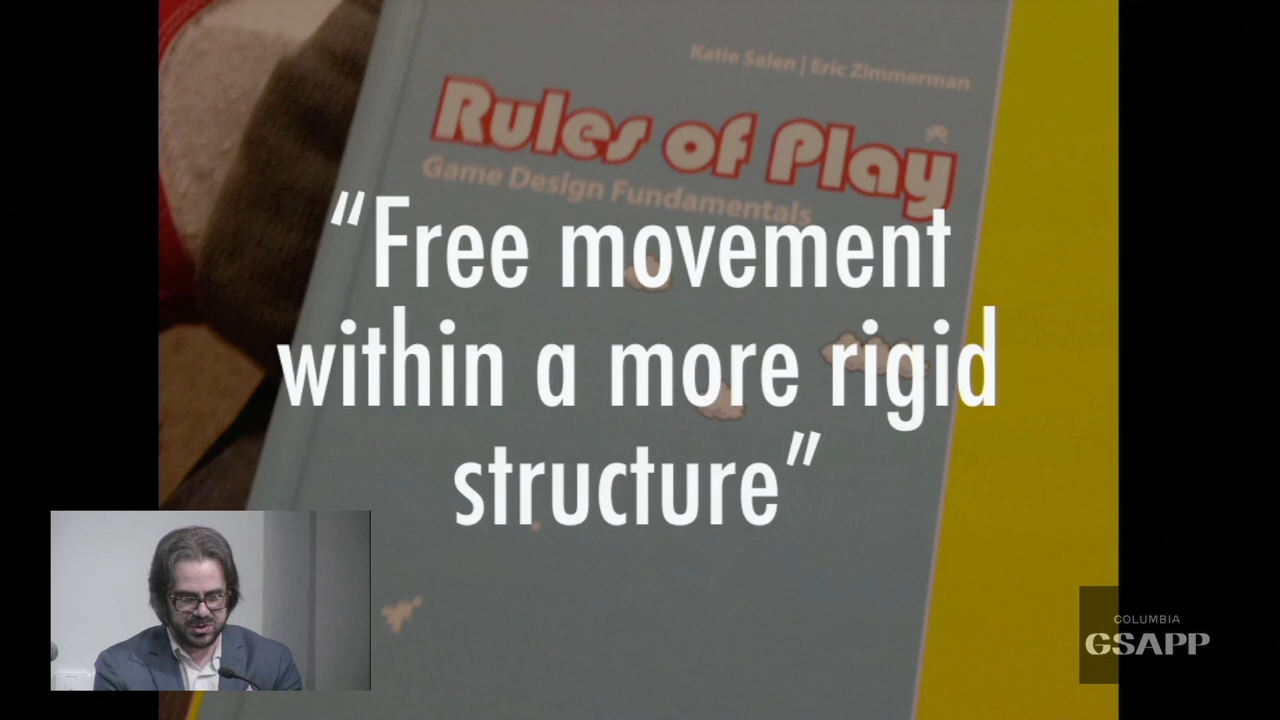 Katie Salen | Eric Zimmerman
Rules of Play
Game Design Fundamentals
“Free movement
within a more rigid
structure”
COLUMBIA
GSAPP